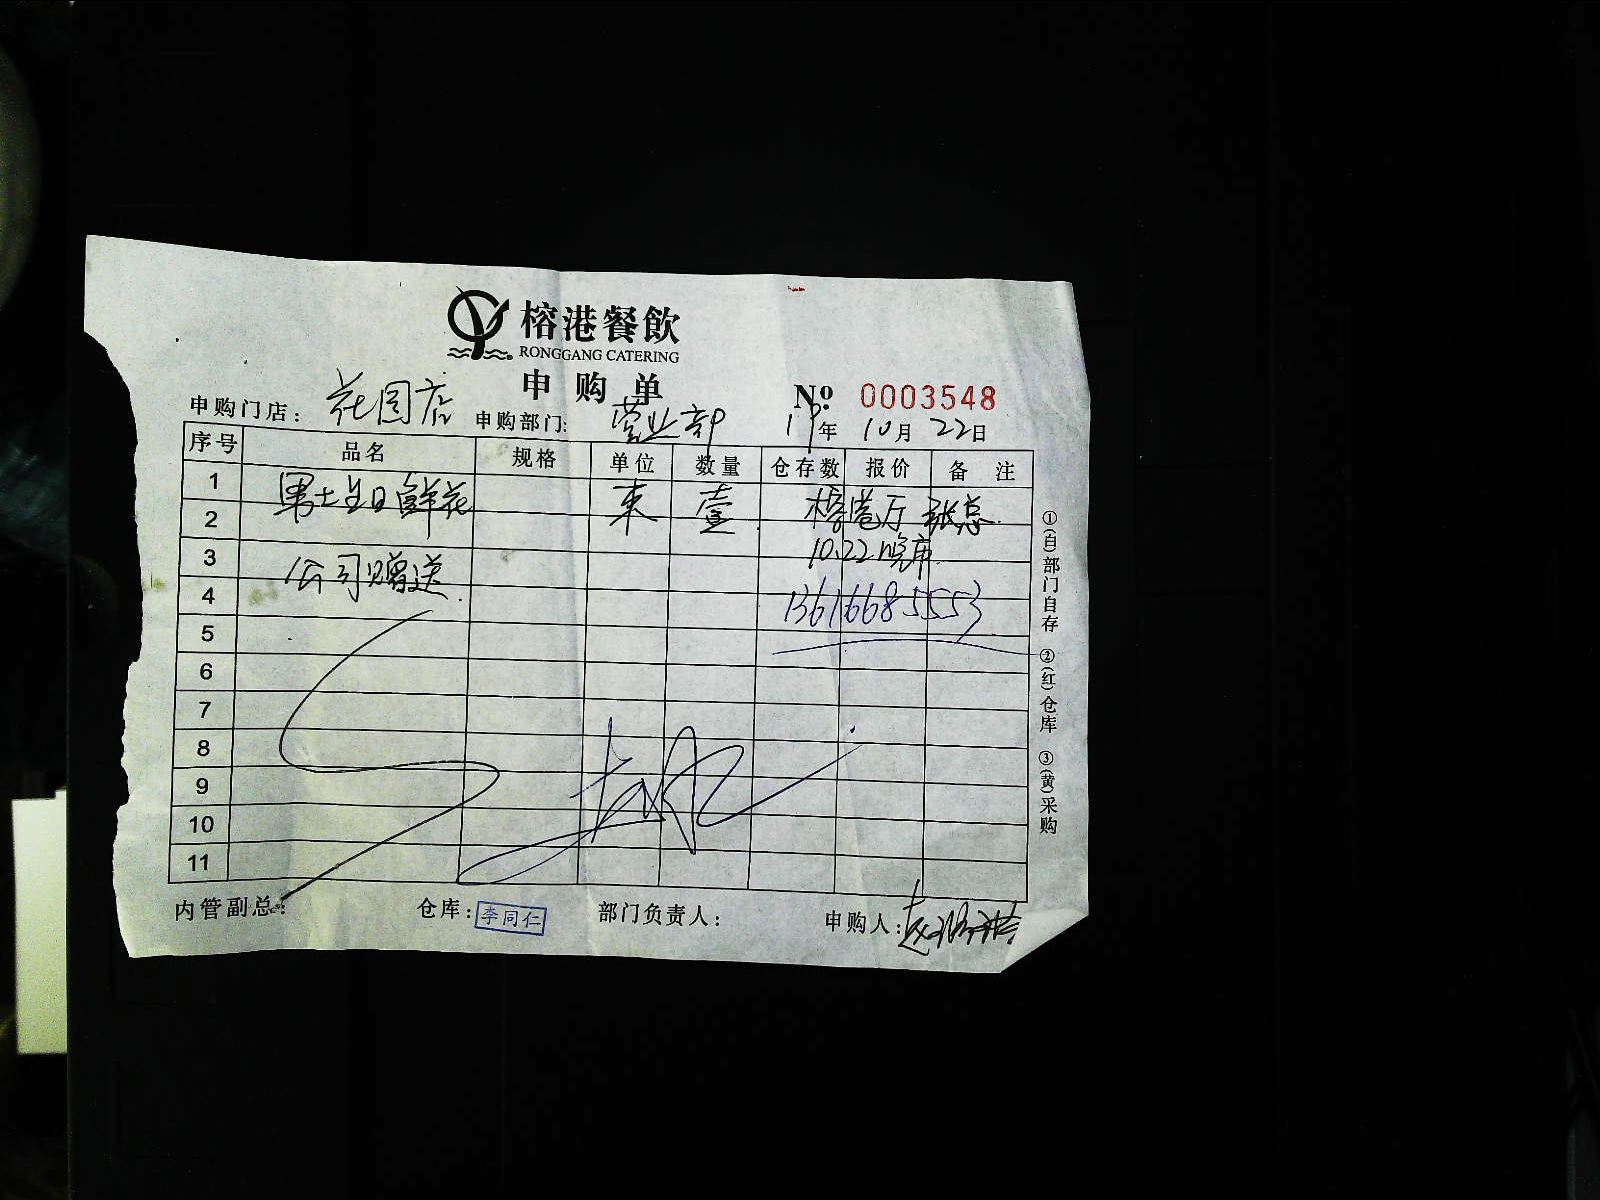 榕港餐飲
RONGGANG CATERING
申购单
№ 0003548
申购门店: 花园店 申购部门: 营业部 19年 10月 22日
序号 品名 规格 单位 数量 仓存数 报价 备注
1 男士生日鲜花 束 壹 榕港厅 张总
2
10.22晚席
3 公司赠送
4 13616685553
5
6
7
8
9
10
11
内管副总: 仓库: 李同仁 部门负责人: 申购人:
①(白)部门自存 ②(红)仓库 ③(黄)采购